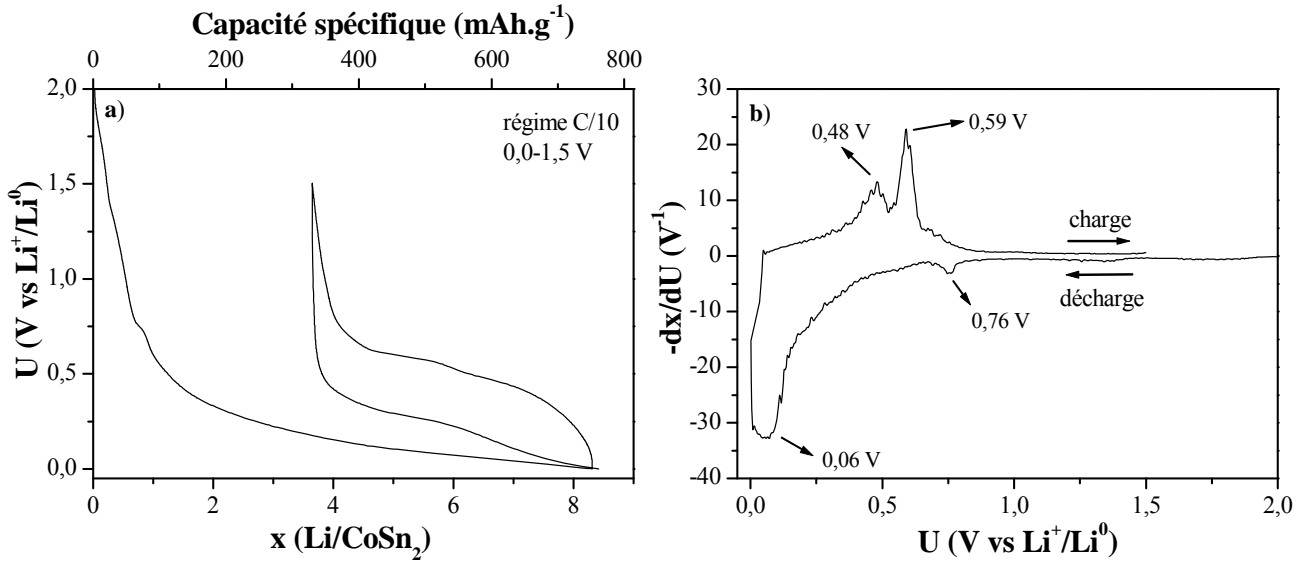 Capacité spécifique (mAh.g⁻¹)
0 200 400 600 800
2,0
1,5
1,0
0,5
0,0
U (V vs Li⁺/Li⁰)
a)
régime C/10
0,0-1,5 V
0 2 4 6 8
x (Li/CoSn₂)
30
20
10
0
-10
-20
-30
-40
-dx/dU (V⁻¹)
b)
0,48 V
0,59 V
charge
décharge
0,76 V
0,06 V
0,0 0,5 1,0 1,5 2,0
U (V vs Li⁺/Li⁰)